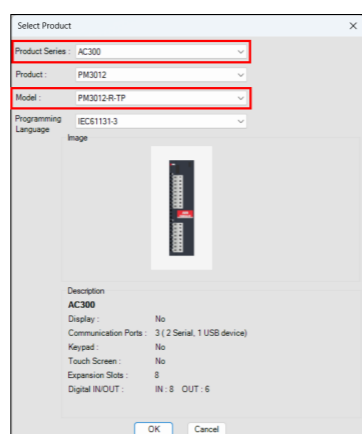 Select Product
Product Series : AC300
Product : PM3012
Model : PM3012-R-TP
Programming Language IEC61131-3
Image
Description
AC300
Display : No
Communication Ports : 3 ( 2 Serial, 1 USB device)
Keypad : No
Touch Screen : No
Expansion Slots : 8
Digital IN/OUT : IN : 8 OUT : 6
OK Cancel